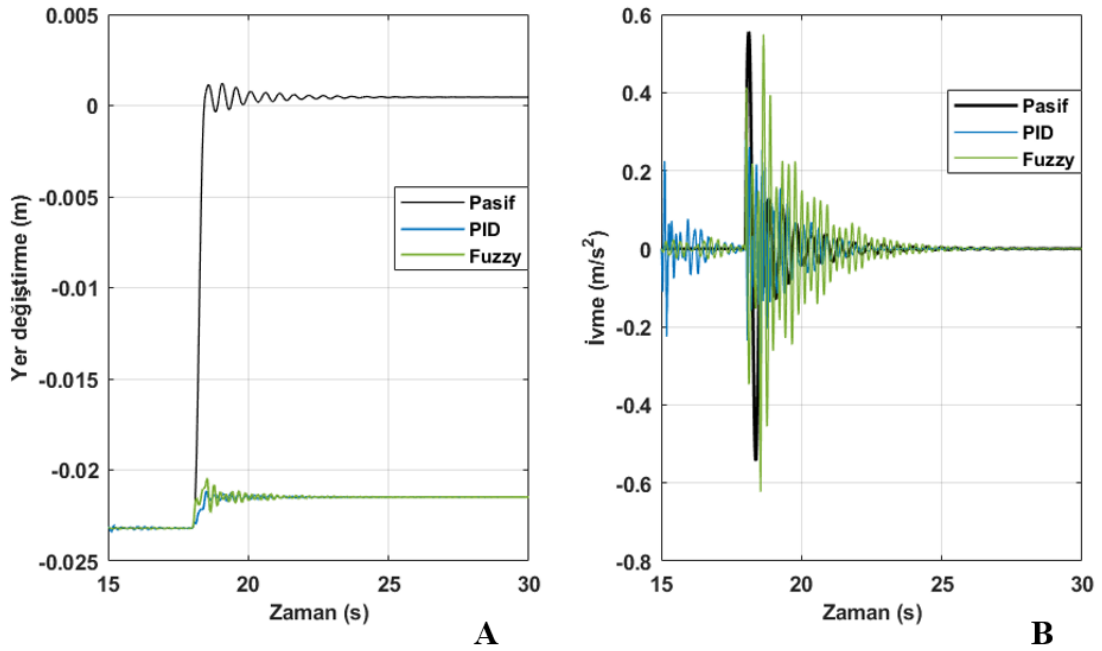 0.005
0
-0.005
-0.01
-0.015
-0.02
-0.025
Yer değiştirme (m)
Pasif
PID
Fuzzy
15
20
25
30
Zaman (s)
A
0.6
0.4
0.2
0
-0.2
-0.4
-0.6
-0.8
İvme (m/s²)
Pasif
PID
Fuzzy
15
20
25
30
Zaman (s)
B